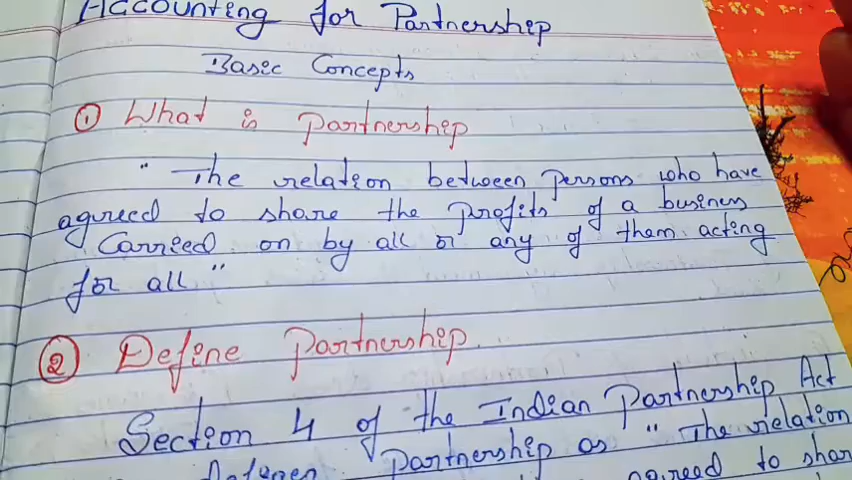 Accounting for Partnership
Basic Concepts
① What is Partnership
" The relation between persons who have
agreed to share the profits of a business
Carried on by all or any of them acting
for all "
② Define Partnership
Section 4 of the Indian Partnership Act
Defines Partnership as " The relation
agreed to shar